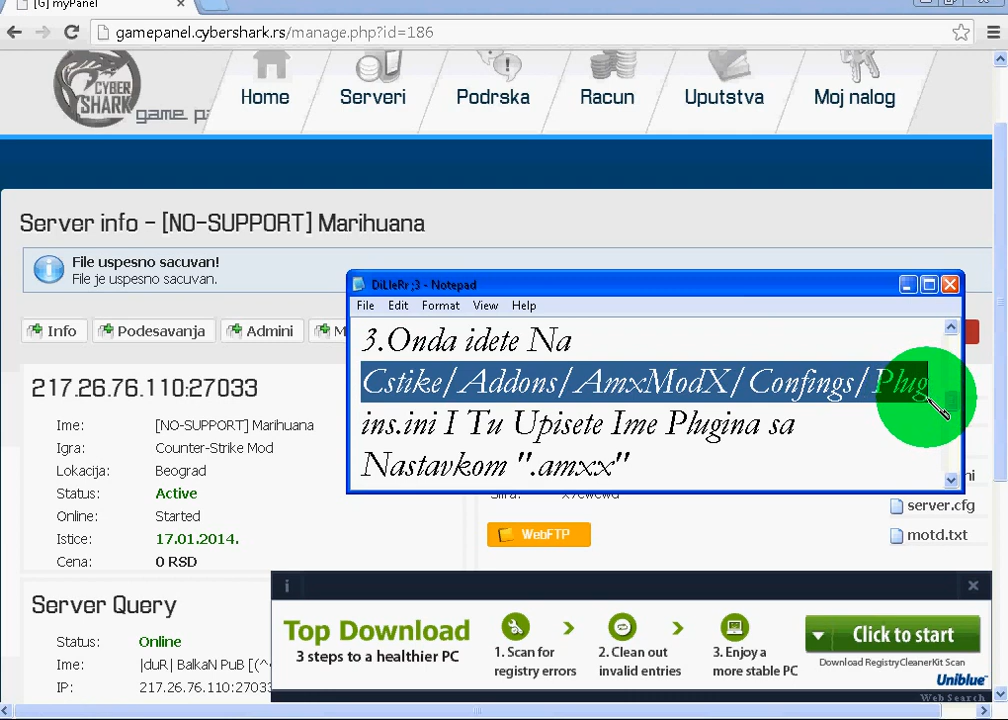 [G] myPanel
gamepanel.cybershark.rs/manage.php?id=186
CYBER
SHARK
game p
Home
Serveri
Podrska
Racun
Uputstva
Moj nalog
Server info - [NO-SUPPORT] Marihuana
File uspesno sacuvan!
File je uspesno sacuvan.
Info
Podesavanja
Admini
M
DiLleRr ;3 - Notepad
File Edit Format View Help
3.Onda idete Na
Cstike/Addons/AmxModX/Confings/Plug
ins.ini I Tu Upisete Ime Plugina sa
Nastavkom ".amxx"
217.26.76.110:27033
Ime: [NO-SUPPORT] Marihuana
Igra: Counter-Strike Mod
Lokacija: Beograd
Status: Active
Online: Started
Istice: 17.01.2014.
Cena: 0 RSD
WebFTP
ni
server.cfg
motd.txt
Server Query
Status: Online
Ime: |duR| BalkaN PuB [(^
IP: 217.26.76.110:27033
Top Download
3 steps to a healthier PC
1. Scan for
registry errors
2. Clean out
invalid entries
3. Enjoy a
more stable PC
Click to start
Download RegistryCleanerKit Scan
Uniblue
Web Search